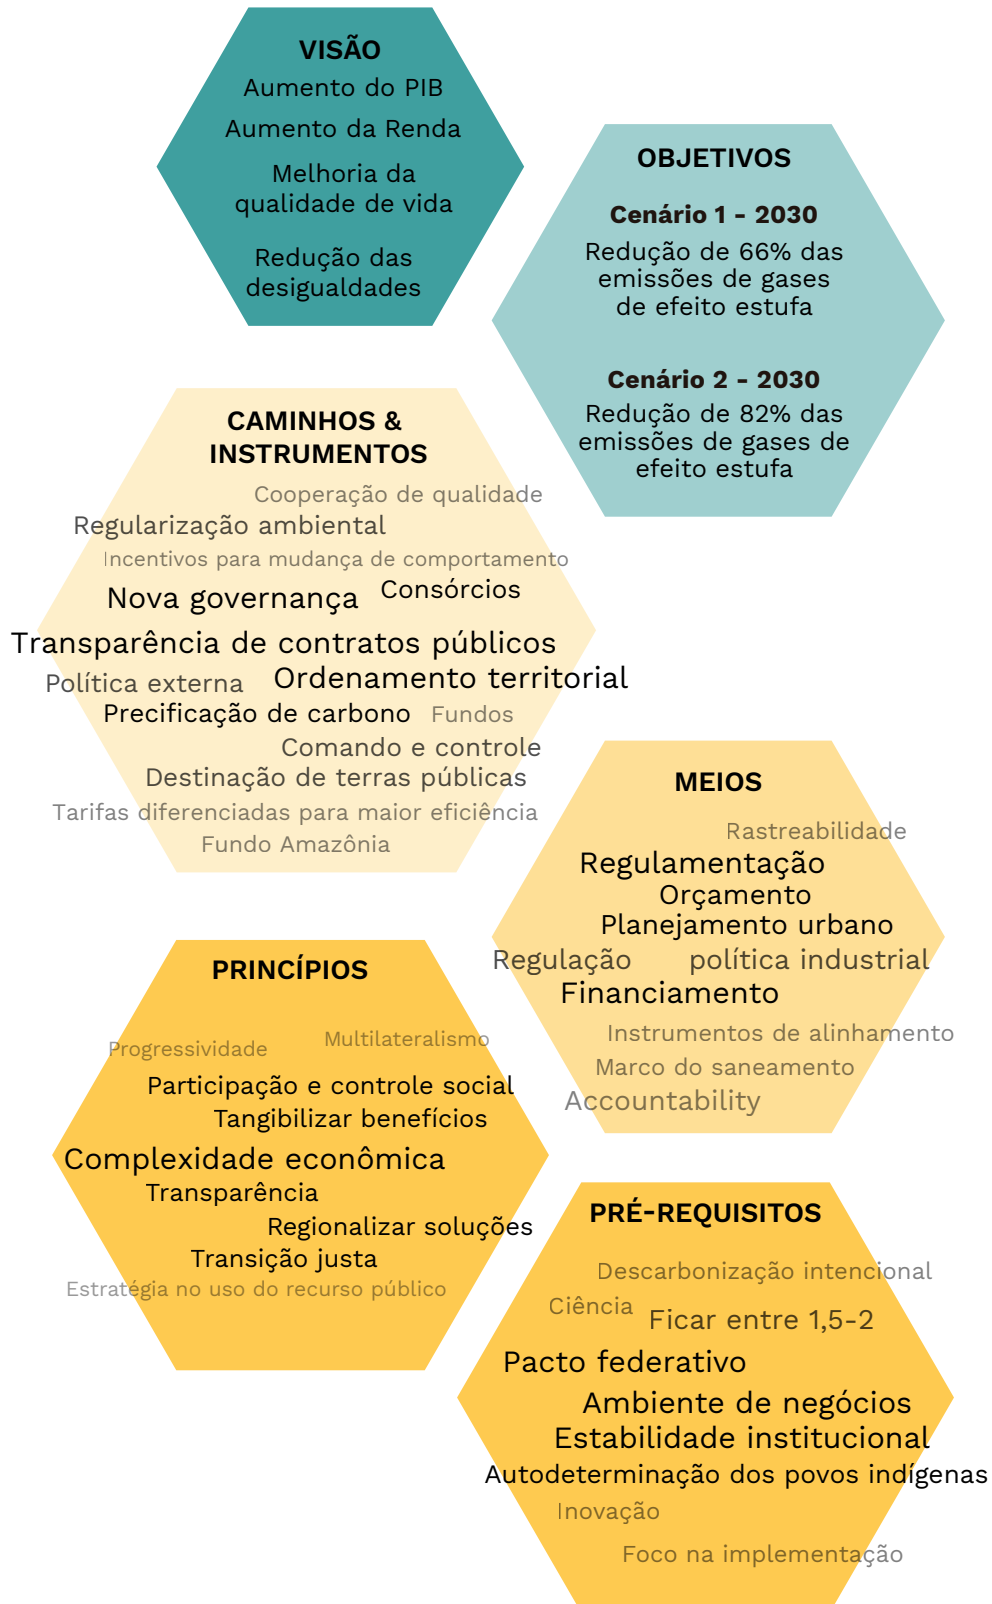 VISÃO
Aumento do PIB
Aumento da Renda
Melhoria da
qualidade de vida
Redução das
desigualdades
OBJETIVOS
Cenário 1 - 2030
Redução de 66% das
emissões de gases
de efeito estufa
Cenário 2 - 2030
Redução de 82% das
emissões de gases de
efeito estufa
CAMINHOS &
INSTRUMENTOS
Cooperação de qualidade
Regularização ambiental
Incentivos para mudança de comportamento
Nova governança Consórcios
Transparência de contratos públicos
Política externa Ordenamento territorial
Precificação de carbono Fundos
Comando e controle
Destinação de terras públicas
Tarifas diferenciadas para maior eficiência
Fundo Amazônia
MEIOS
Rastreabilidade
Regulamentação
Orçamento
Planejamento urbano
Regulação política industrial
Financiamento
Instrumentos de alinhamento
Marco do saneamento
Accountability
PRINCÍPIOS
Progressividade Multilateralismo
Participação e controle social
Tangibilizar benefícios
Complexidade econômica
Transparência
Regionalizar soluções
Transição justa
Estratégia no uso do recurso público
PRÉ-REQUISITOS
Descarbonização intencional
Ciência Ficar entre 1,5-2
Pacto federativo
Ambiente de negócios
Estabilidade institucional
Autodeterminação dos povos indígenas
Inovação
Foco na implementação